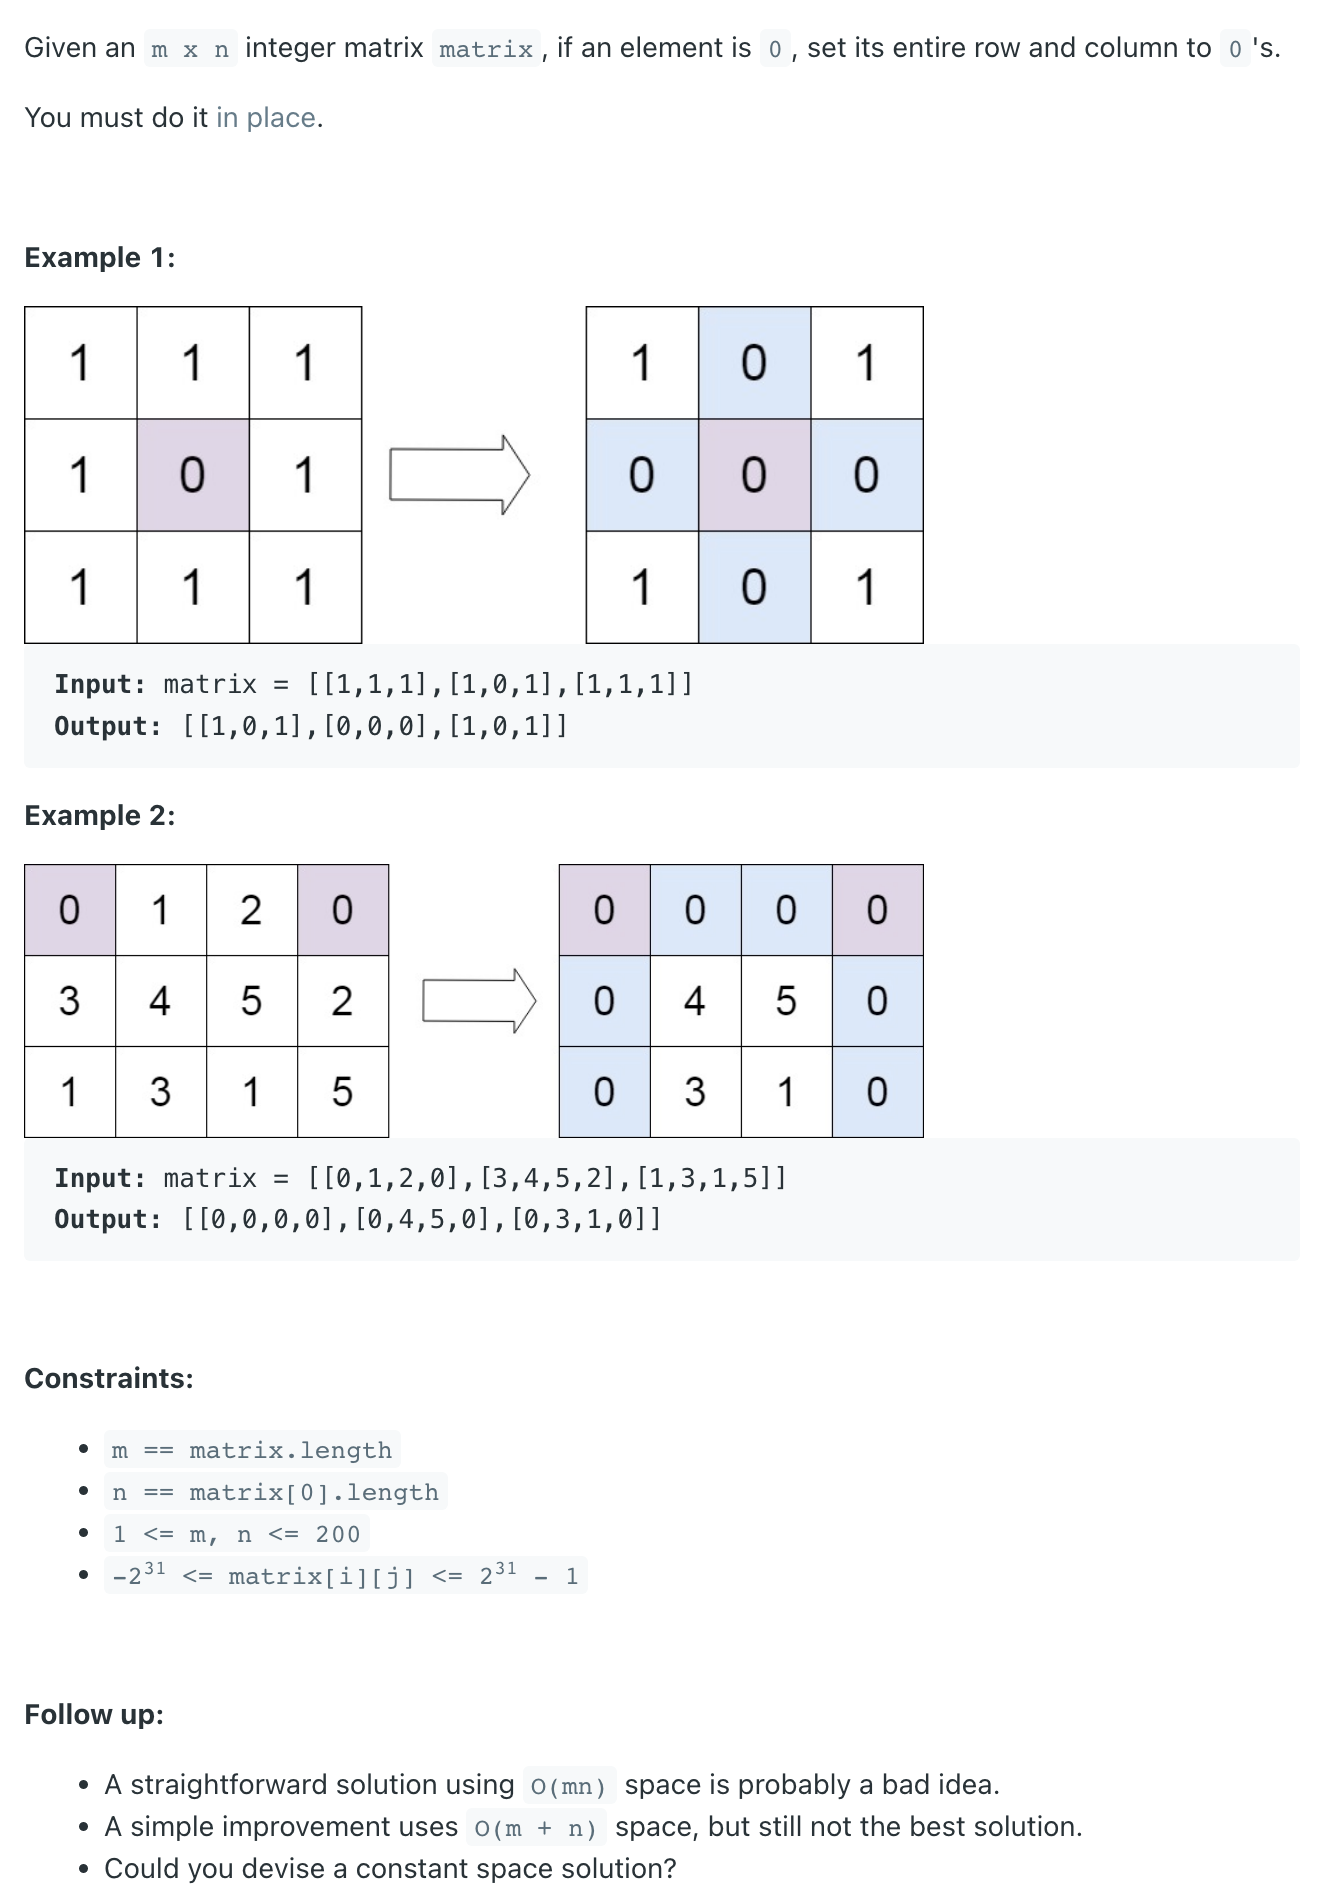 Given an m x n integer matrix matrix, if an element is 0, set its entire row and column to 0's.
You must do it in place.
Example 1:
1 1 1 1 0 1
1 0 1 0 0 0
1 1 1 1 0 1
Input: matrix = [[1,1,1],[1,0,1],[1,1,1]]
Output: [[1,0,1],[0,0,0],[1,0,1]]
Example 2:
0 1 2 0 0 0 0 0
3 4 5 2 0 4 5 0
1 3 1 5 0 3 1 0
Input: matrix = [[0,1,2,0],[3,4,5,2],[1,3,1,5]]
Output: [[0,0,0,0],[0,4,5,0],[0,3,1,0]]
Constraints:
• m == matrix.length
• n == matrix[0].length
• 1 <= m, n <= 200
• -2³¹ <= matrix[i][j] <= 2³¹ - 1
Follow up:
• A straightforward solution using O(mn) space is probably a bad idea.
• A simple improvement uses O(m + n) space, but still not the best solution.
• Could you devise a constant space solution?